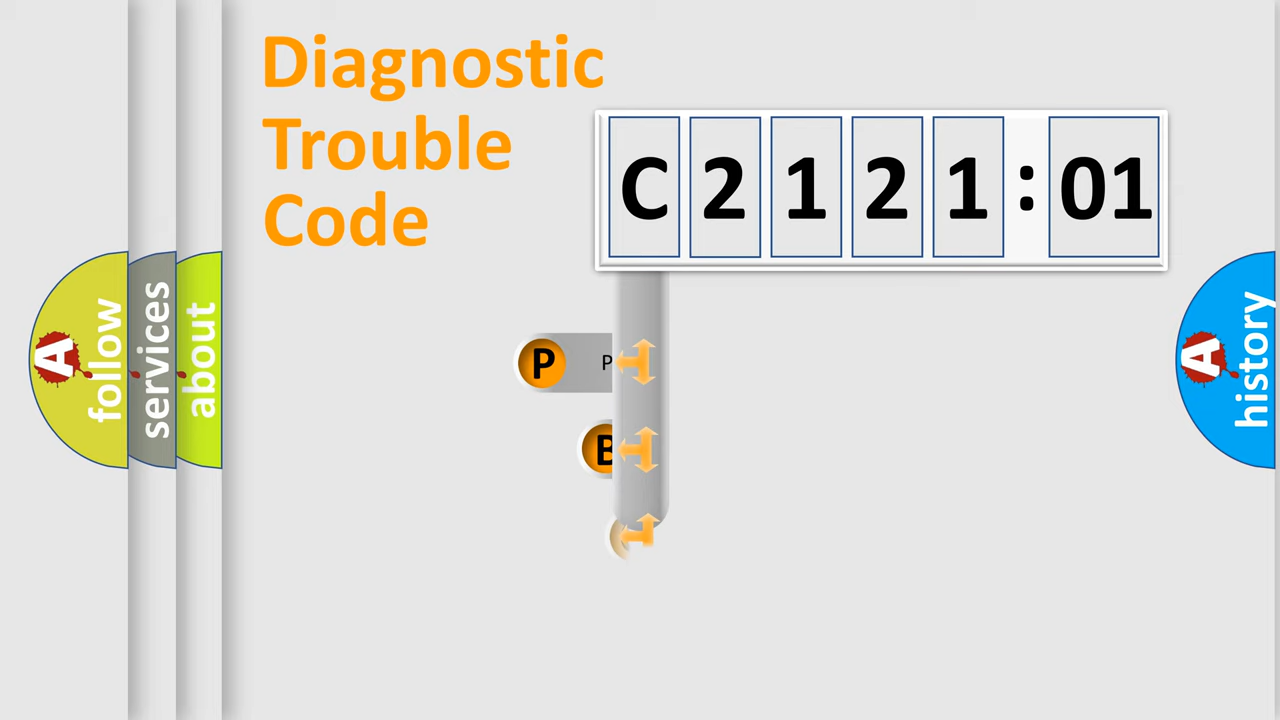 Diagnostic
Trouble
Code
C 2 1 2 1 : 01
A follow
services
about
P P
B
A history